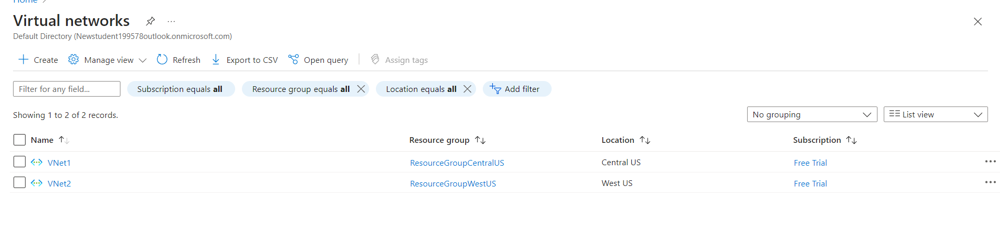 Home
Virtual networks
Default Directory (Newstudent199578outlook.onmicrosoft.com)
Create Manage view Refresh Export to CSV Open query Assign tags
Filter for any field... Subscription equals all Resource group equals all Location equals all Add filter
Showing 1 to 2 of 2 records. No grouping List view
Name Resource group Location Subscription
VNet1 ResourceGroupCentralUS Central US Free Trial
VNet2 ResourceGroupWestUS West US Free Trial